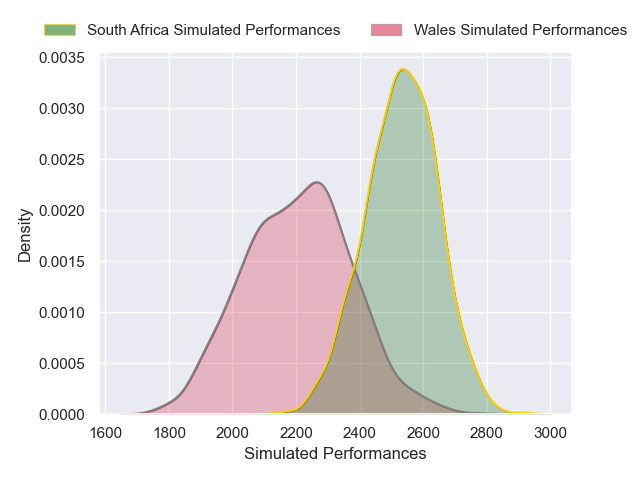 South Africa Simulated Performances Wales Simulated Performances
0.0035
0.0030
0.0025
0.0020
0.0015
0.0010
0.0005
0.0000
Density
1600 1800 2000 2200 2400 2600 2800 3000
Simulated Performances